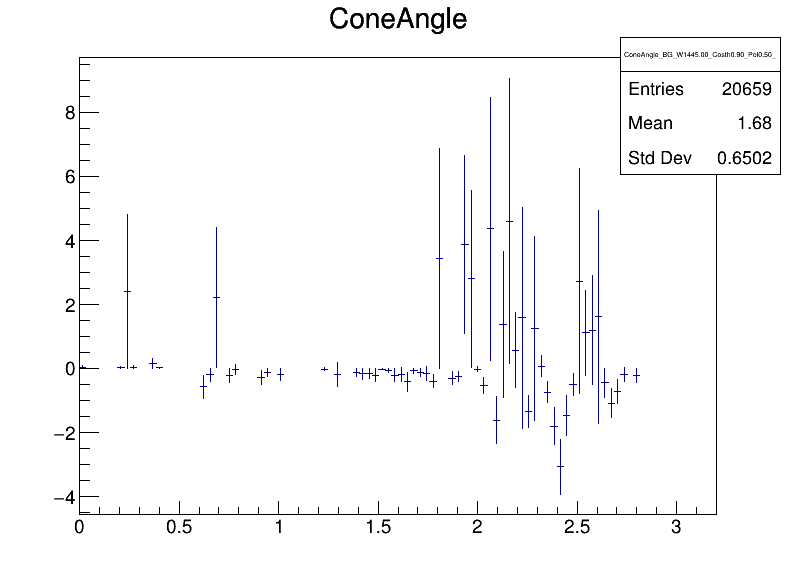 ConeAngle
ConeAngle_BG_W1445.00_Costh0.90_Pol0.50_
Entries 20659
Mean 1.68
Std Dev 0.6502
8
6
4
2
0
−2
−4
0 0.5 1 1.5 2 2.5 3